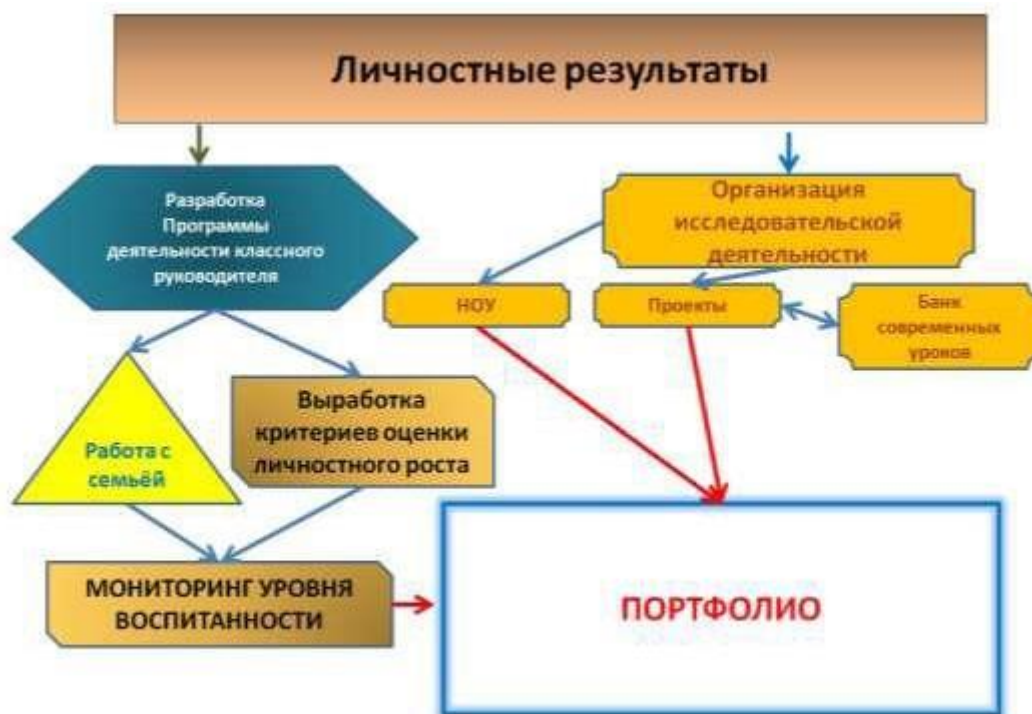 Личностные результаты
Разработка
Программы
деятельности классного
руководителя
Организация
исследовательской
деятельности
НОУ
Проекты
Банк
современных
уроков
Работа с
семьёй
Выработка
критериев оценки
личностного роста
МОНИТОРИНГ УРОВНЯ
ВОСПИТАННОСТИ
ПОРТФОЛИО